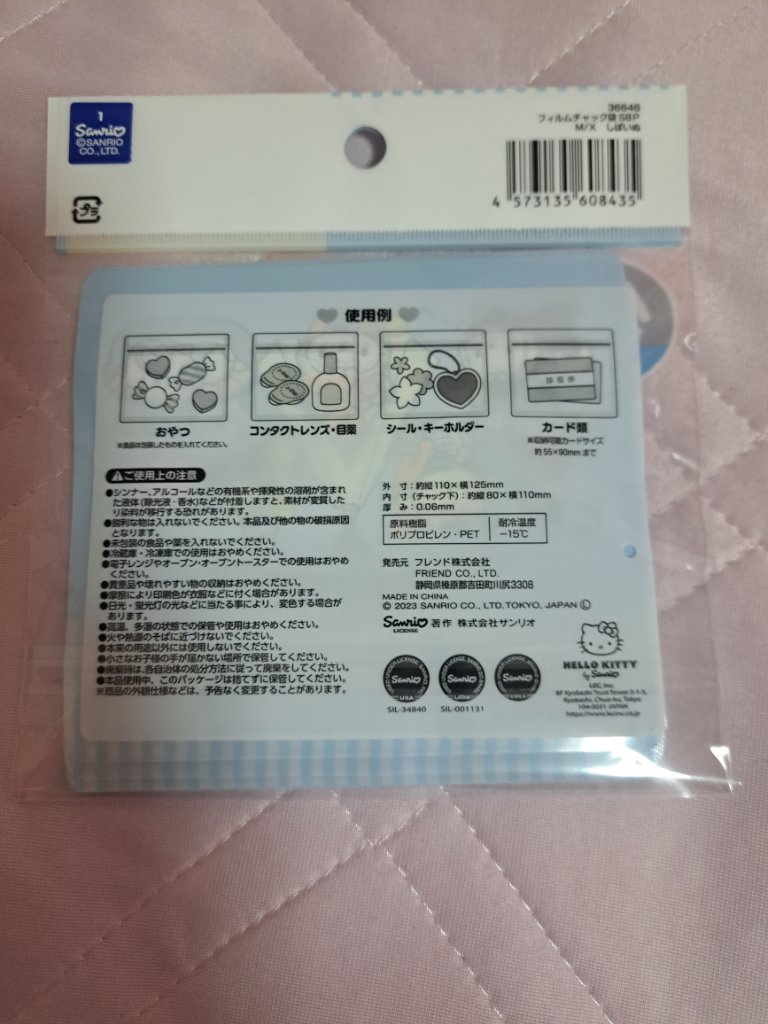 1
Sanrio
©SANRIO
CO., LTD.
プラ
36646
フィルムチャック袋SBP
M/X しばいぬ
4 573135 608435
使用例
おやつ
※食品は包装したものを入れてください。
コンタクトレンズ・目薬
シール・キーホルダー
カード類
※収納可能カードサイズ
約55×90mmまで
ご使用上の注意
●シンナー、アルコールなどの有機系や揮発性の溶剤が含まれ
た液体(除光液・香水)などが付着しますと、素材が変質した
り染料が移行する恐れがあります。
●鋭利な物は入れないでください。本品及び他の物の破損原因
となります。
●未包装の食品や薬を入れないでください。
●冷蔵庫・冷凍庫での使用はおやめください。
●電子レンジやオーブン・オーブントースターでの使用はおやめ
ください。
●貴重品や壊れやすい物の収納はおやめください。
●摩擦により印刷色が衣服などに付く場合があります。
●日光・蛍光灯の光などに当たる事により、変色する場合が
あります。
●高温、多湿の状態での保管や使用はおやめください。
●火や熱源のそばに近づけないでください。
●本来の用途以外には使用しないでください。
●小さなお子様の手が届かない場所で保管してください。
●廃棄時は、各自治体の処分方法に従って廃棄をしてください。
●本品使用中、このパッケージは捨てずに保管してください。
※商品の外観仕様などは、予告なく変更することがあります。
外 寸:約縦110×横125mm
内 寸(チャック下):約縦80×横110mm
厚 み:0.06mm
原料樹脂 耐冷温度
ポリプロピレン・PET −15℃
発売元 フレンド株式会社
FRIEND CO., LTD.
静岡県榛原郡吉田町川尻3308
MADE IN CHINA
© 2023 SANRIO CO., LTD. TOKYO, JAPAN Ⓛ
Sanrio LICENSE 著作 株式会社サンリオ
Sanrio
Sanrio
Sanrio
SIL-34840
SIL-001131
HELLO KITTY
by Sanrio
LEC, Inc.
8F Kyobashi Trust Tower 2-1-3,
Kyobashi, Chuo-ku, Tokyo
104-0031 JAPAN
https://www.lecinc.co.jp